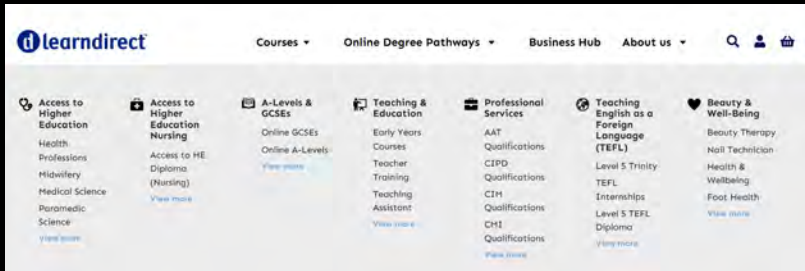 learndirect
Courses
Online Degree Pathways
Business Hub
About us
Access to
Higher
Education
Health
Professions
Midwifery
Medical Science
Paramedic
Science
View more
Access to
Higher
Education
Nursing
Access to HE
Diploma
(Nursing)
View more
A-Levels &
GCSEs
Online GCSEs
Online A-Levels
View more
Teaching &
Education
Early Years
Courses
Teacher
Training
Teaching
Assistant
View more
Professional
Services
AAT
Qualifications
CIPD
Qualifications
CIM
Qualifications
CMI
Qualifications
View more
Teaching
English as a
Foreign
Language
(TEFL)
Level 5 Trinity
TEFL
Internships
Level 5 TEFL
Diploma
View more
Beauty &
Well-Being
Beauty Therapy
Nail Technician
Health &
Wellbeing
Foot Health
View more